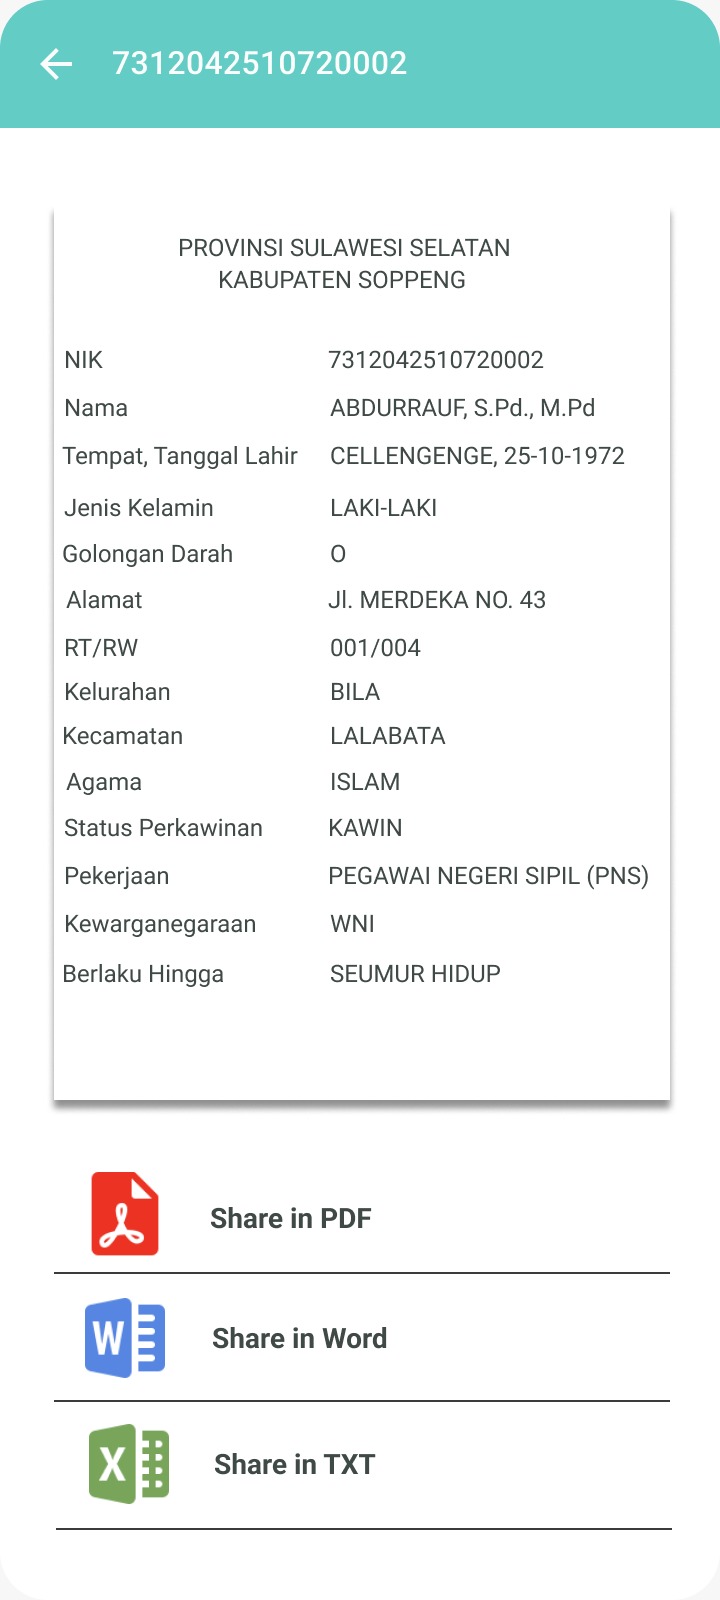 7312042510720002
PROVINSI SULAWESI SELATAN
KABUPATEN SOPPENG
NIK 7312042510720002
Nama ABDURRAUF, S.Pd., M.Pd
Tempat, Tanggal Lahir CELLENGENGE, 25-10-1972
Jenis Kelamin LAKI-LAKI
Golongan Darah O
Alamat Jl. MERDEKA NO. 43
RT/RW 001/004
Kelurahan BILA
Kecamatan LALABATA
Agama ISLAM
Status Perkawinan KAWIN
Pekerjaan PEGAWAI NEGERI SIPIL (PNS)
Kewarganegaraan WNI
Berlaku Hingga SEUMUR HIDUP
Share in PDF
W Share in Word
X Share in TXT